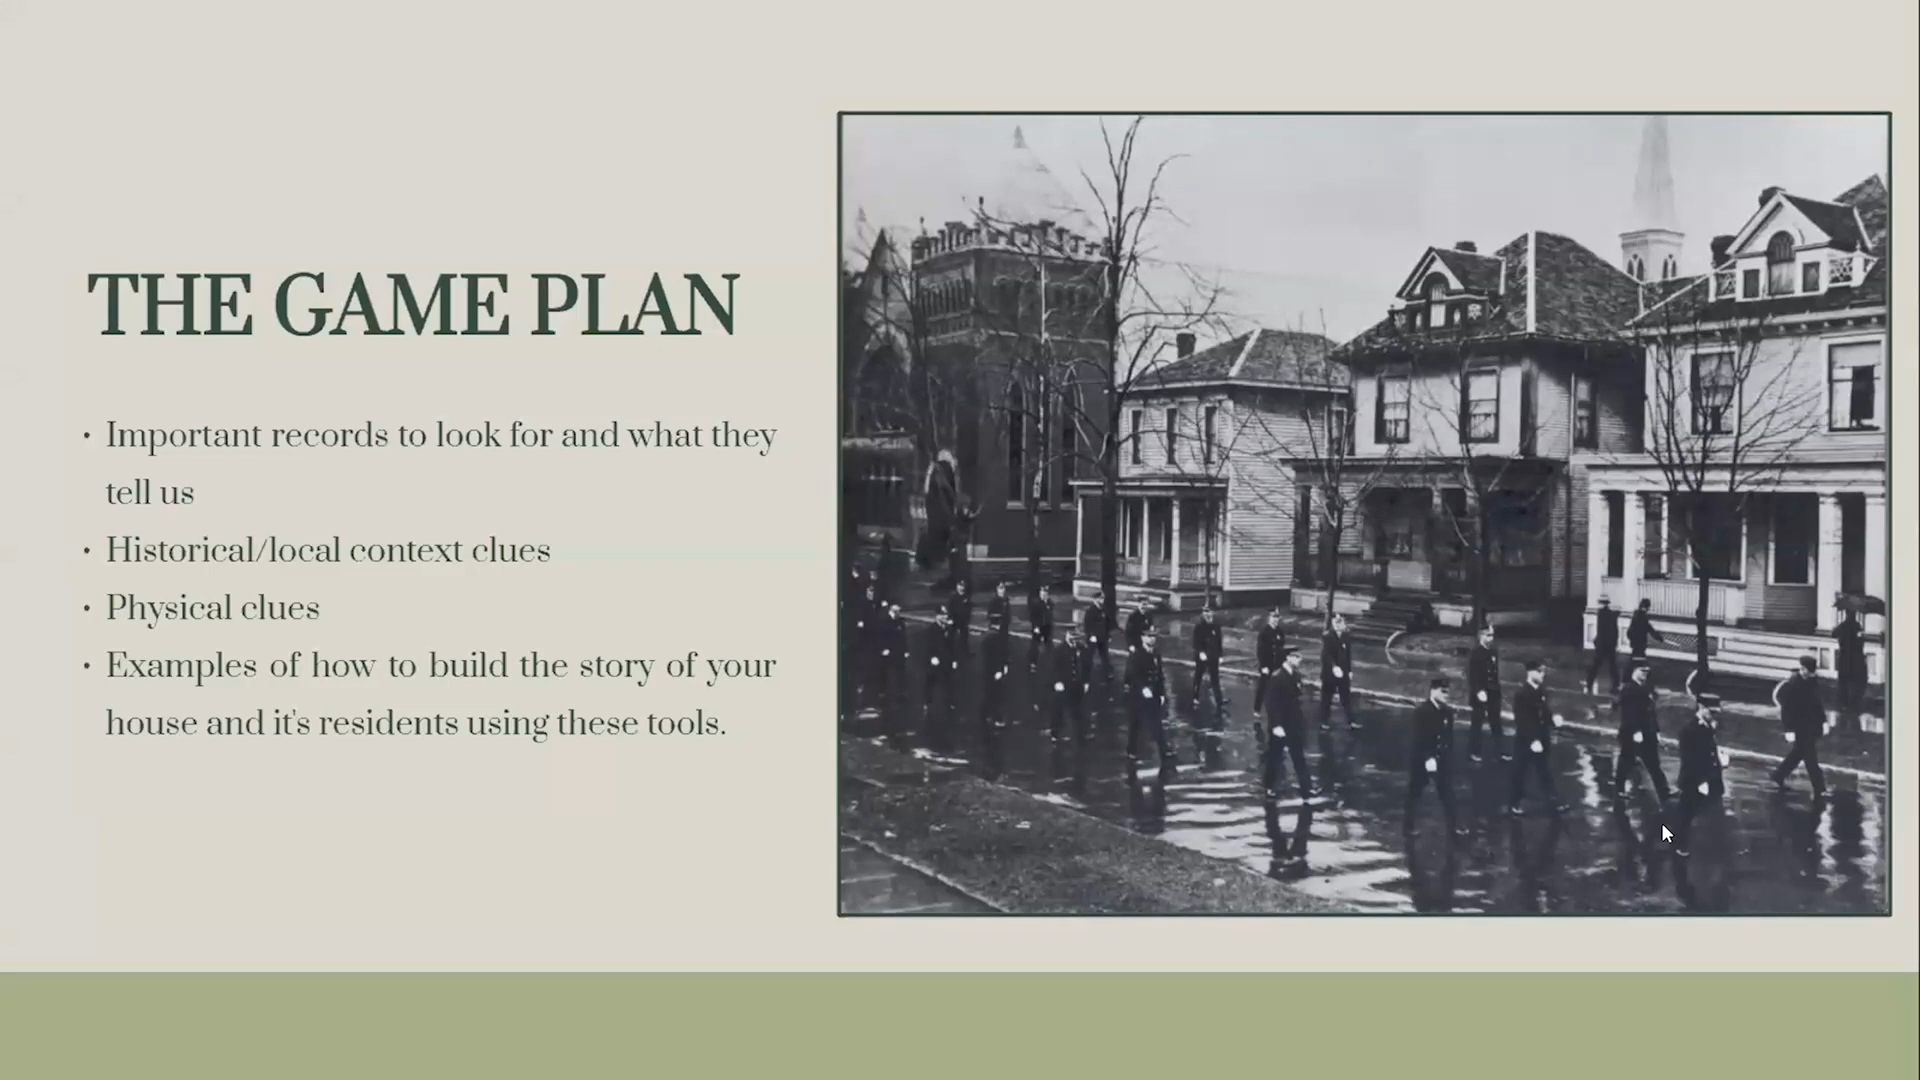 THE GAME PLAN
• Important records to look for and what they
tell us
• Historical/local context clues
• Physical clues
• Examples of how to build the story of your
house and it's residents using these tools.